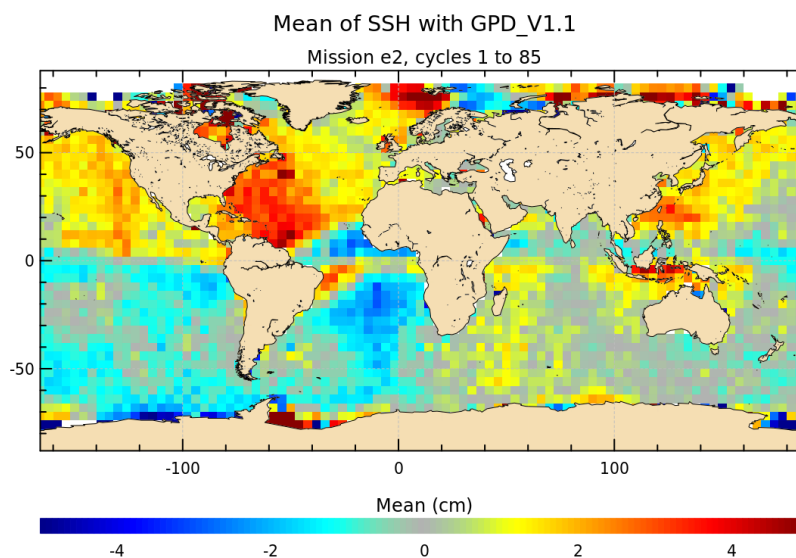 Mean of SSH with GPD_V1.1
Mission e2, cycles 1 to 85
50
0
-50
-100 0 100
Mean (cm)
-4 -2 0 2 4